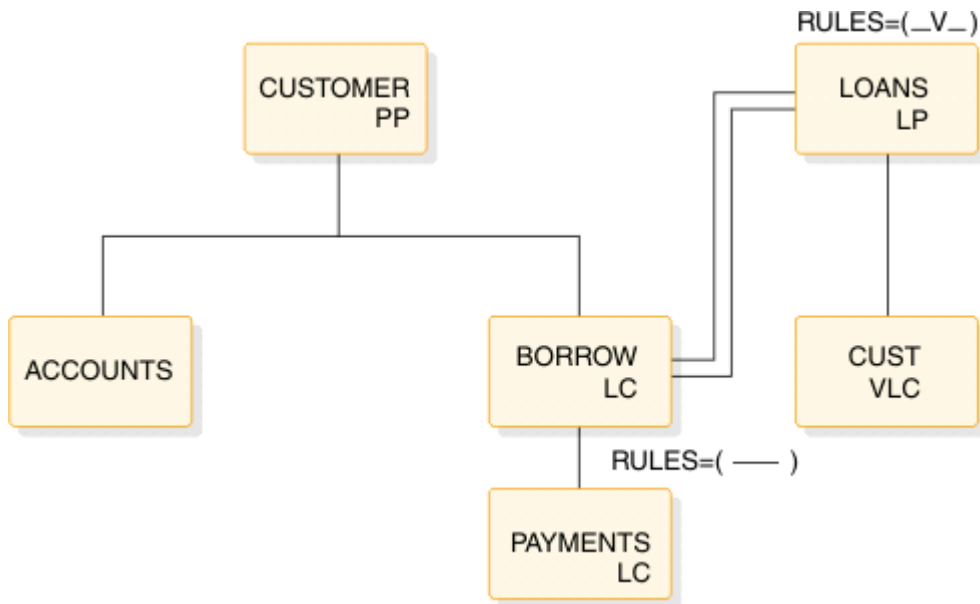 RULES=( _V_ )
CUSTOMER
PP
LOANS
LP
ACCOUNTS
BORROW
LC
CUST
VLC
RULES=( ___ )
PAYMENTS
LC